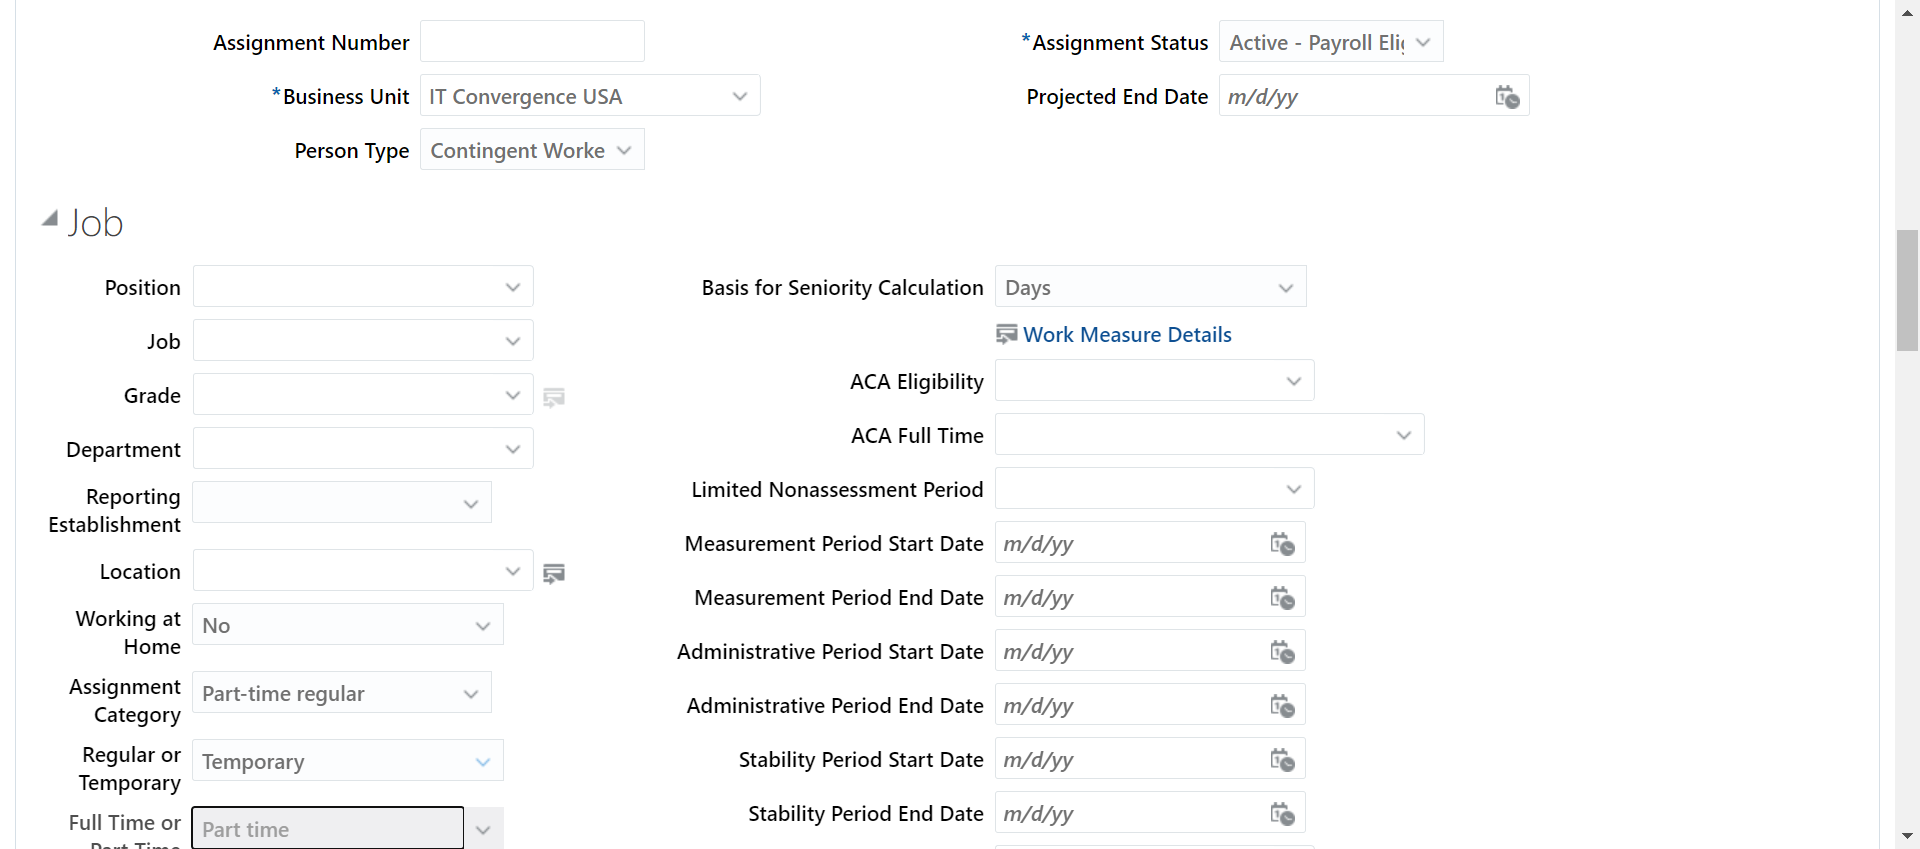 Assignment Number
*Assignment Status Active - Payroll Elig
*Business Unit IT Convergence USA
Projected End Date m/d/yy
Person Type Contingent Worke
Job
Position
Job
Grade
Department
Reporting
Establishment
Location
Working at
Home
No
Assignment
Category
Part-time regular
Regular or
Temporary
Temporary
Full Time or
Part Time
Part time
Basis for Seniority Calculation Days
Work Measure Details
ACA Eligibility
ACA Full Time
Limited Nonassessment Period
Measurement Period Start Date m/d/yy
Measurement Period End Date m/d/yy
Administrative Period Start Date m/d/yy
Administrative Period End Date m/d/yy
Stability Period Start Date m/d/yy
Stability Period End Date m/d/yy